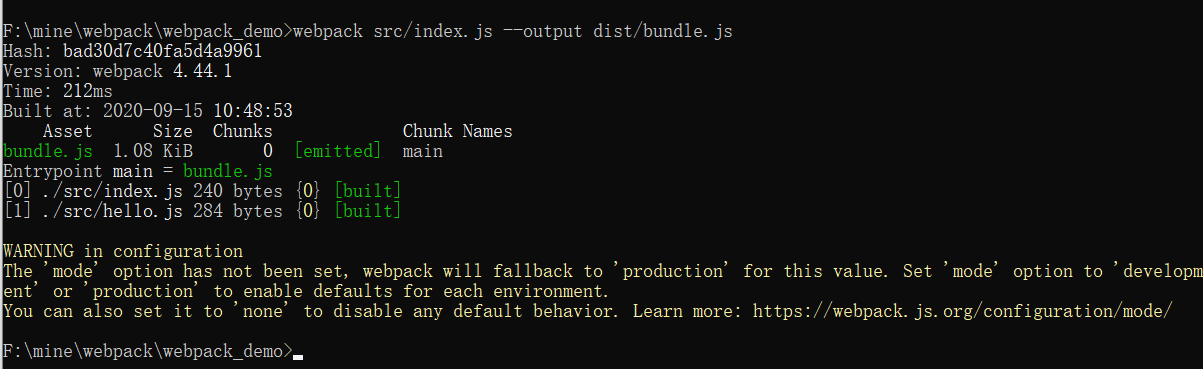 F:\mine\webpack\webpack_demo>webpack src/index.js --output dist/bundle.js
Hash: bad30d7c40fa5d4a9961
Version: webpack 4.44.1
Time: 212ms
Built at: 2020-09-15 10:48:53
    Asset      Size  Chunks             Chunk Names
bundle.js  1.08 KiB       0  [emitted]  main
Entrypoint main = bundle.js
[0] ./src/index.js 240 bytes {0} [built]
[1] ./src/hello.js 284 bytes {0} [built]
WARNING in configuration
The 'mode' option has not been set, webpack will fallback to 'production' for this value. Set 'mode' option to 'developm
ent' or 'production' to enable defaults for each environment.
You can also set it to 'none' to disable any default behavior. Learn more: https://webpack.js.org/configuration/mode/
F:\mine\webpack\webpack_demo>